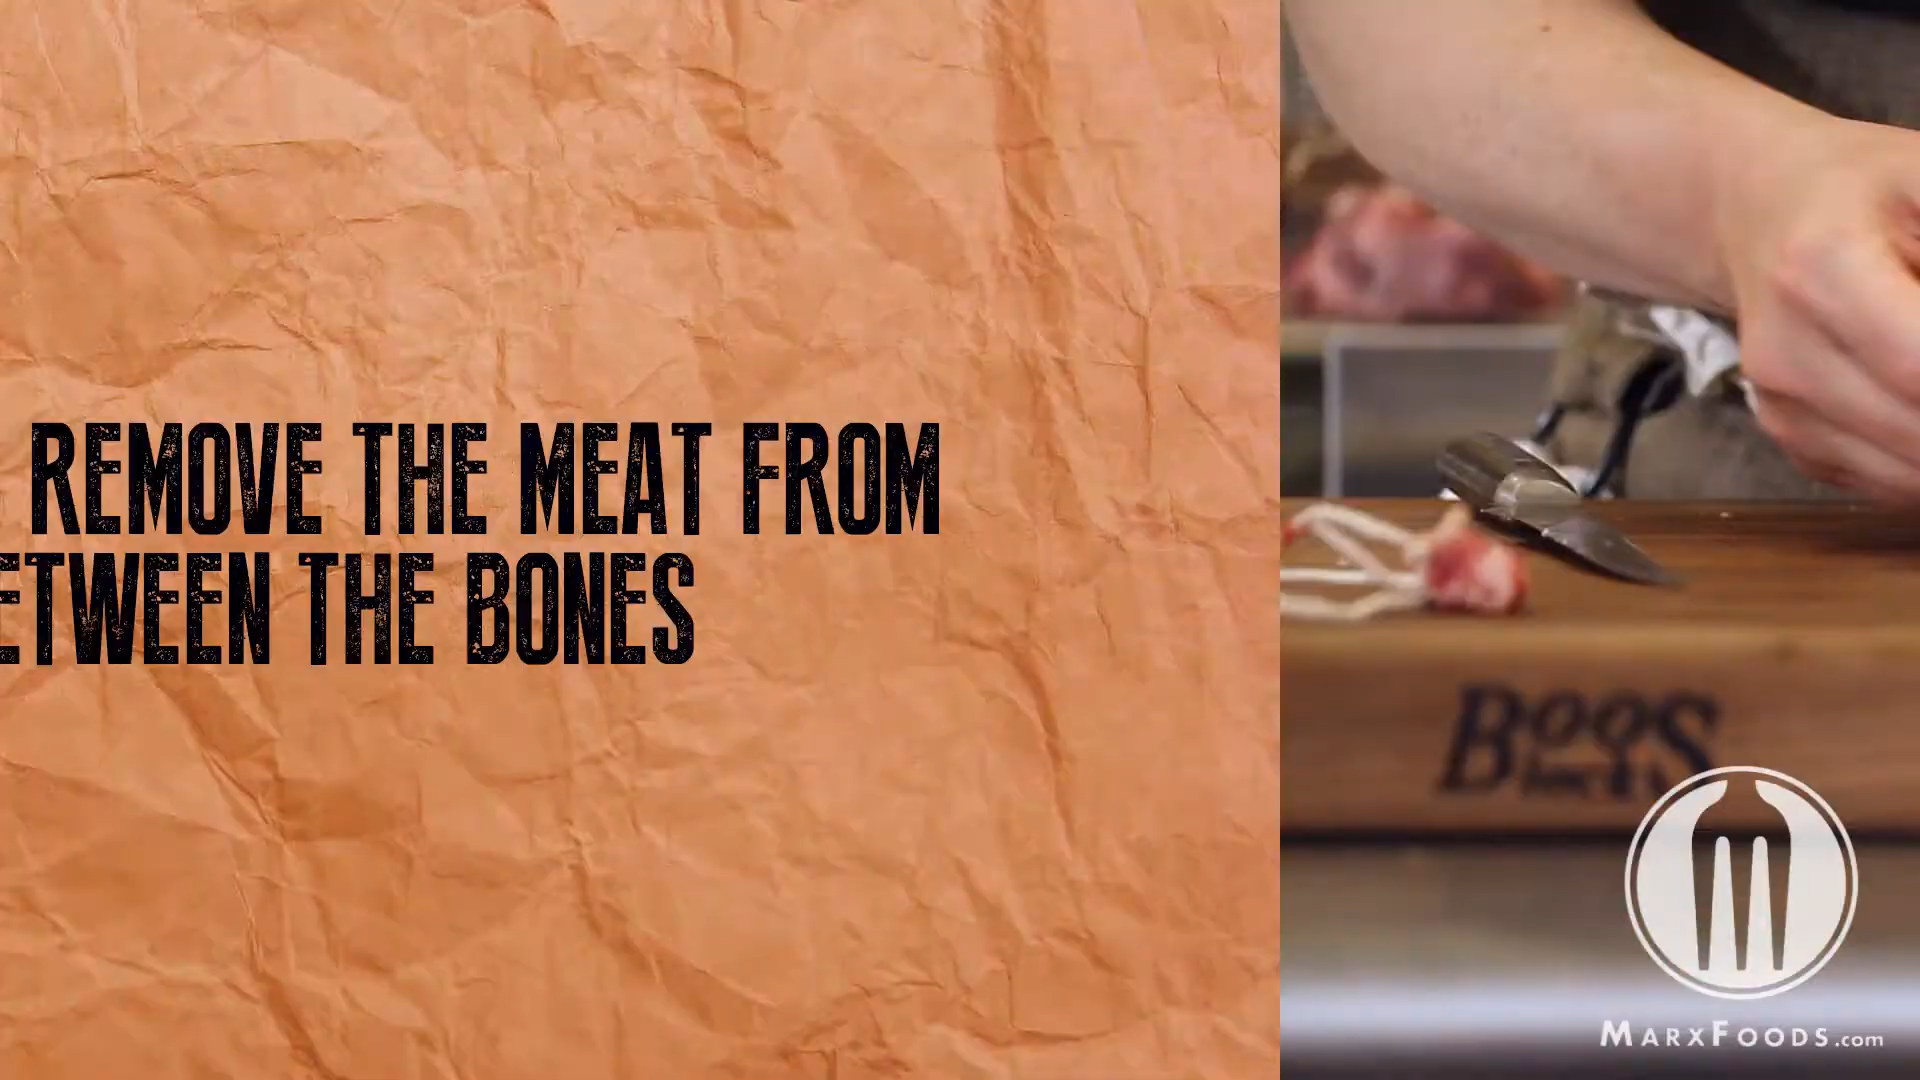 REMOVE THE MEAT FROM
ETWEEN THE BONES
BOOS
MARXFOODS.com